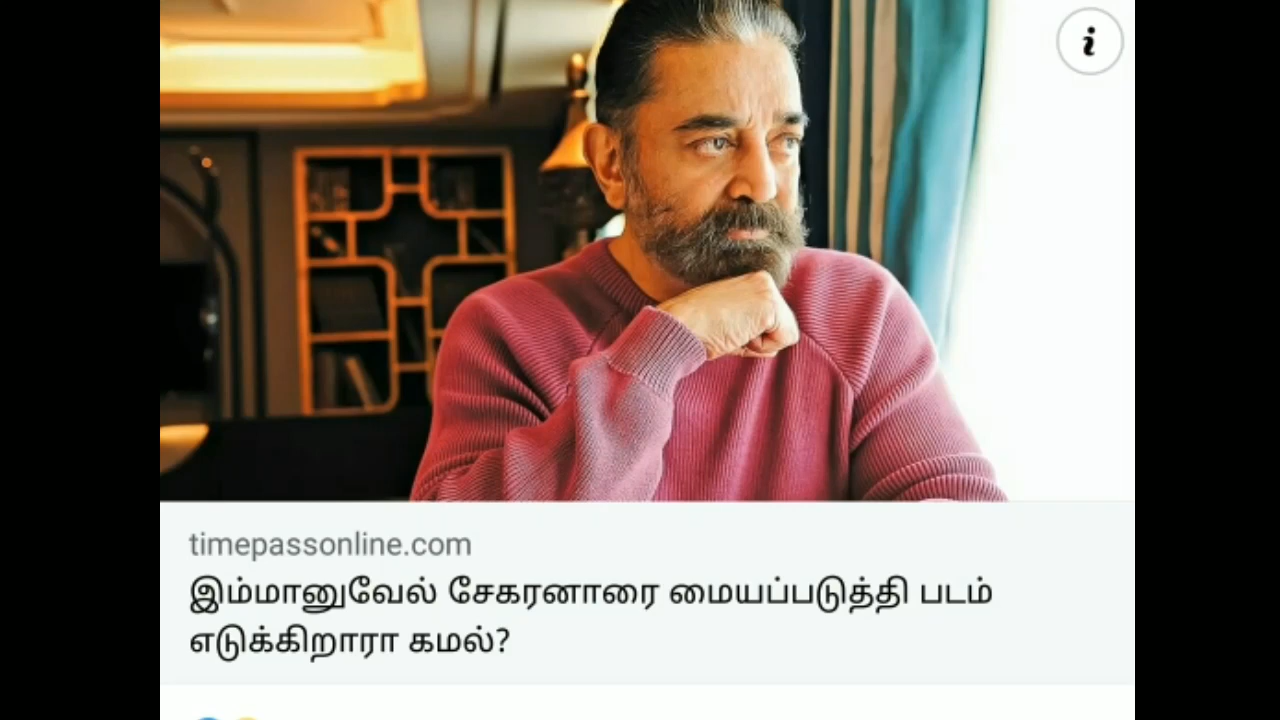 i
timepassonline.com
இம்மானுவேல் சேகரனாரை மையப்படுத்தி படம்
எடுக்கிறாரா கமல்?